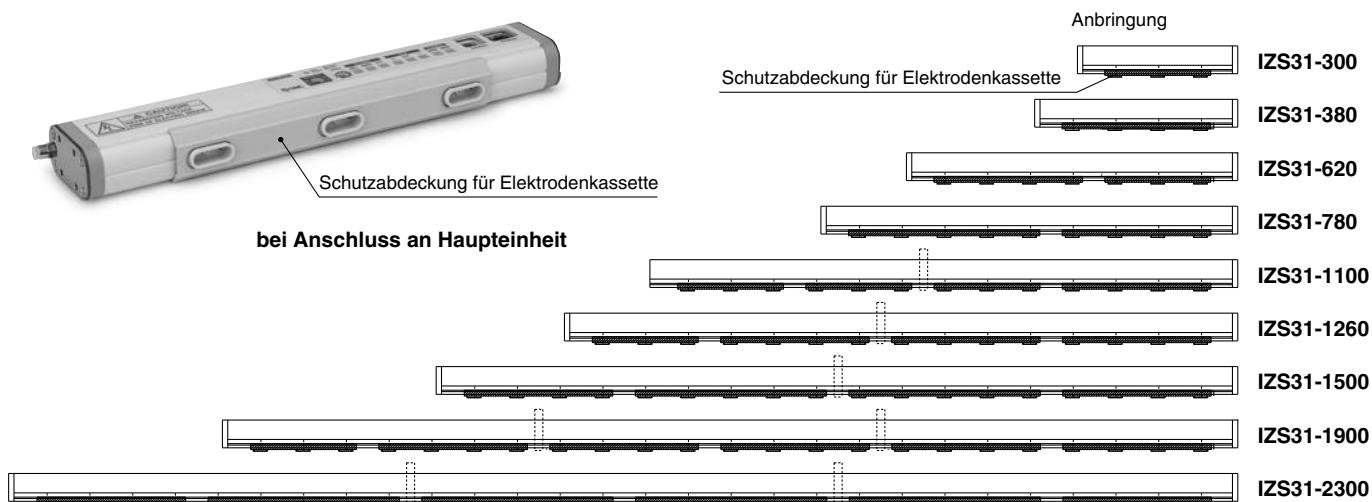 Anbringung
IZS31-300
Schutzabdeckung für Elektrodenkassette
IZS31-380
IZS31-620
Schutzabdeckung für Elektrodenkassette
IZS31-780
bei Anschluss an Haupteinheit
IZS31-1100
IZS31-1260
IZS31-1500
IZS31-1900
IZS31-2300
CAUTION